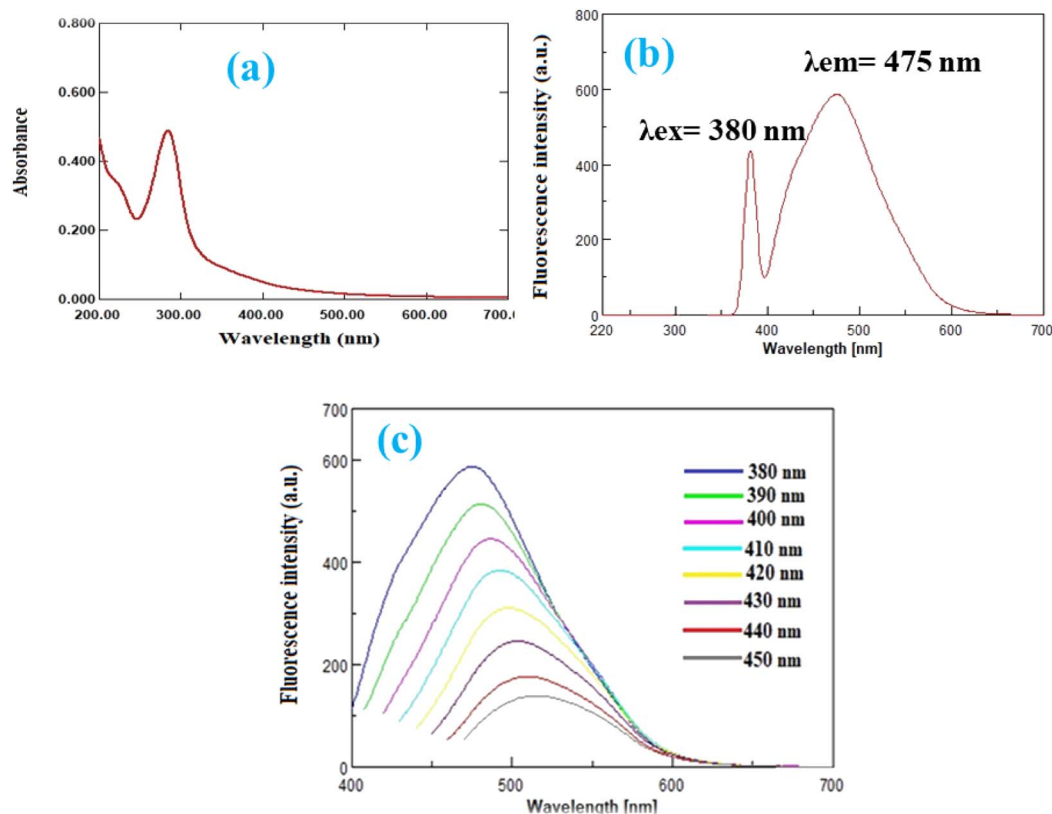 (a)
Absorbance
0.800
0.600
0.400
0.200
0.000
200.00
300.00
400.00
500.00
600.00
700.(
Wavelength (nm)
(b)
λex= 380 nm
λem= 475 nm
Fluorescence intensity (a.u.)
800
600
400
200
0
220
300
400
500
600
700
Wavelength [nm]
(c)
Fluorescence intensity (a.u.)
700
600
400
200
0
400
500
600
700
Wavelength [nm]
380 nm
390 nm
400 nm
410 nm
420 nm
430 nm
440 nm
450 nm